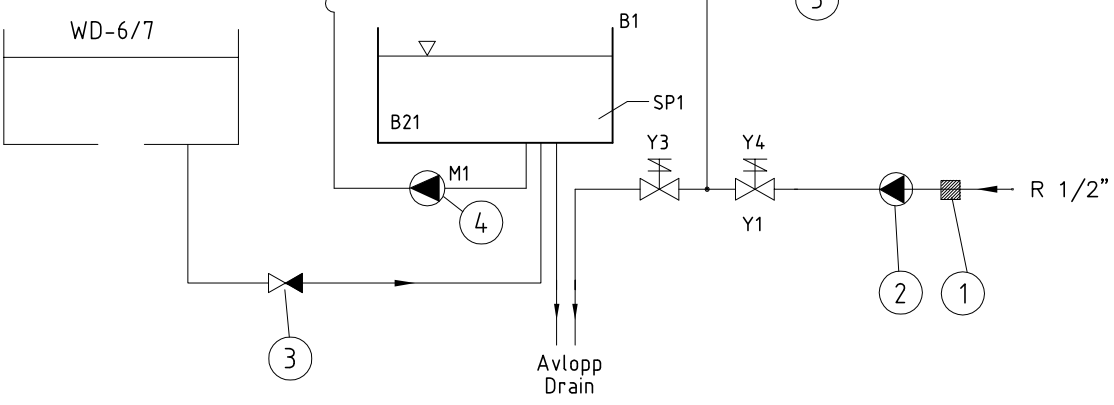 WD-6/7
B1
SP1
B21
Y3
Y4
M1
R 1/2”
4
Y1
2
1
3
Avlopp
Drain